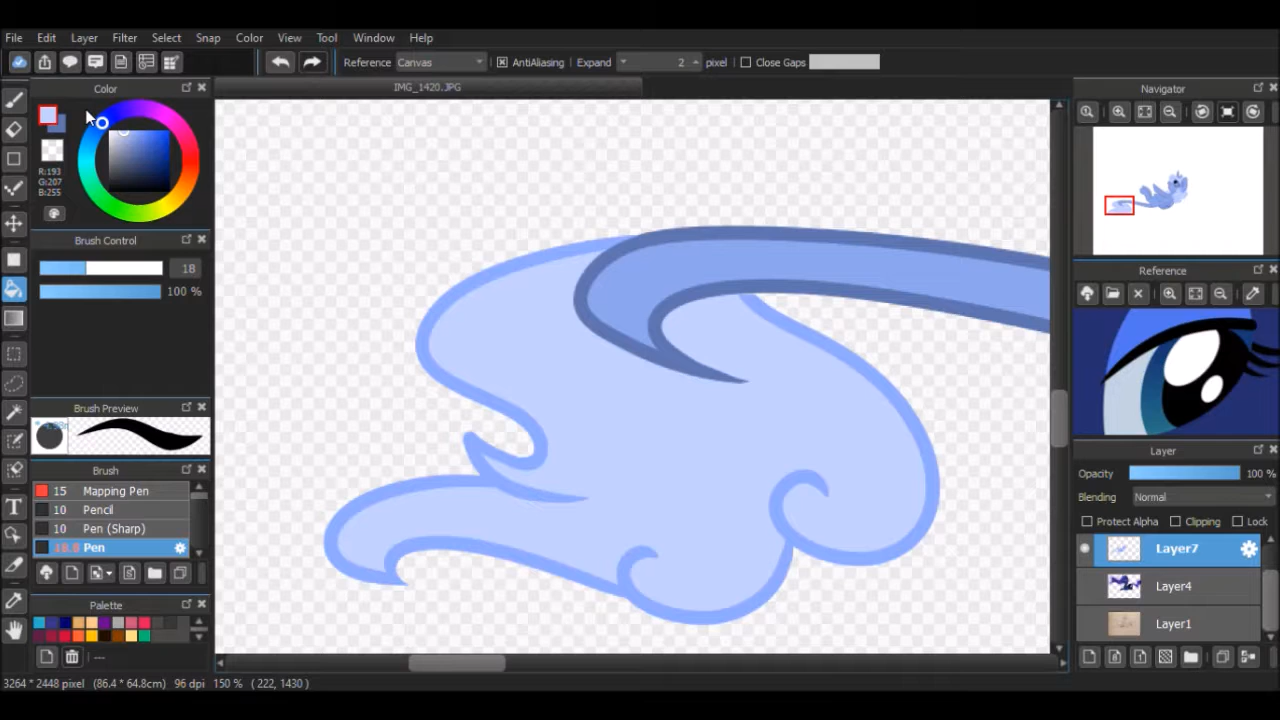 File Edit Layer Filter Select Snap Color View Tool Window Help
Reference Canvas AntiAliasing Expand 2 pixel Close Gaps
Color
IMG_1420.JPG
Navigator
R:193
G:207
B:255
Brush Control
18
100 %
Reference
Brush Preview
Brush
15 Mapping Pen
10 Pencil
10 Pen (Sharp)
Pen
Layer
Opacity 100 %
Blending Normal
Protect Alpha Clipping Lock
Layer7
Layer4
Layer1
Palette
3264 * 2448 pixel (86.4 * 64.8cm) 96 dpi 150 % ( 222, 1430 )